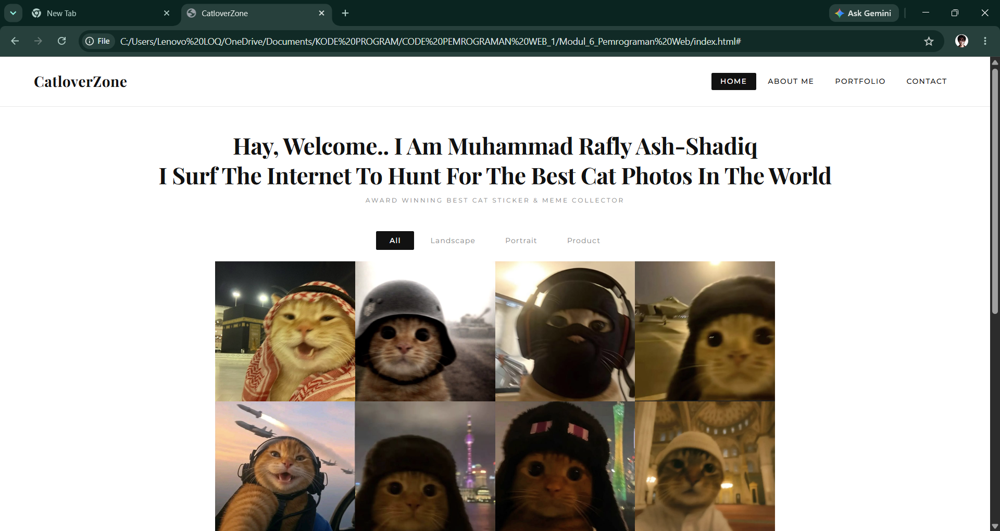 New Tab
CatloverZone
Ask Gemini
File
C:/Users/Lenovo%20LOQ/OneDrive/Documents/KODE%20PROGRAM/CODE%20PEMROGRAMAN%20WEB_1/Modul_6_Pemrograman%20Web/index.html#
CatloverZone
HOME
ABOUT ME
PORTFOLIO
CONTACT
Hay, Welcome.. I Am Muhammad Rafly Ash-Shadiq
I Surf The Internet To Hunt For The Best Cat Photos In The World
AWARD WINNING BEST CAT STICKER & MEME COLLECTOR
All
Landscape
Portrait
Product